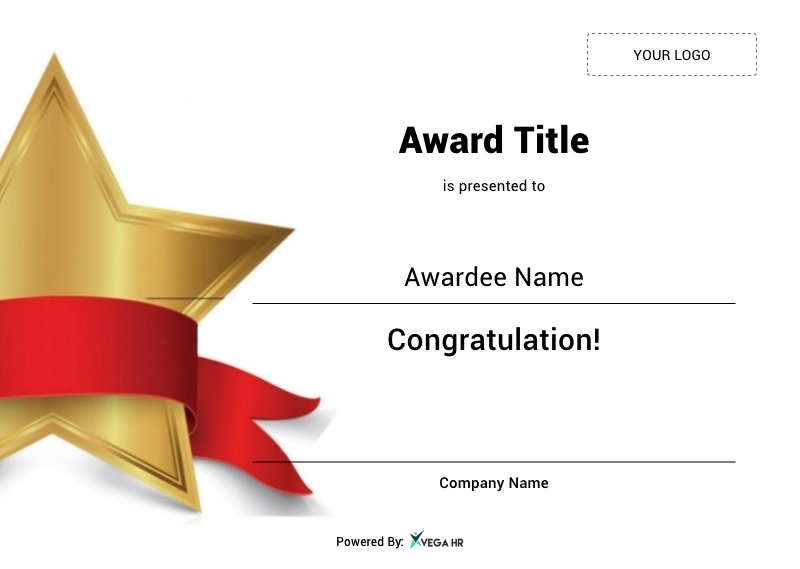 YOUR LOGO
Award Title
is presented to
Awardee Name
Congratulation!
Company Name
Powered By: VEGA HR